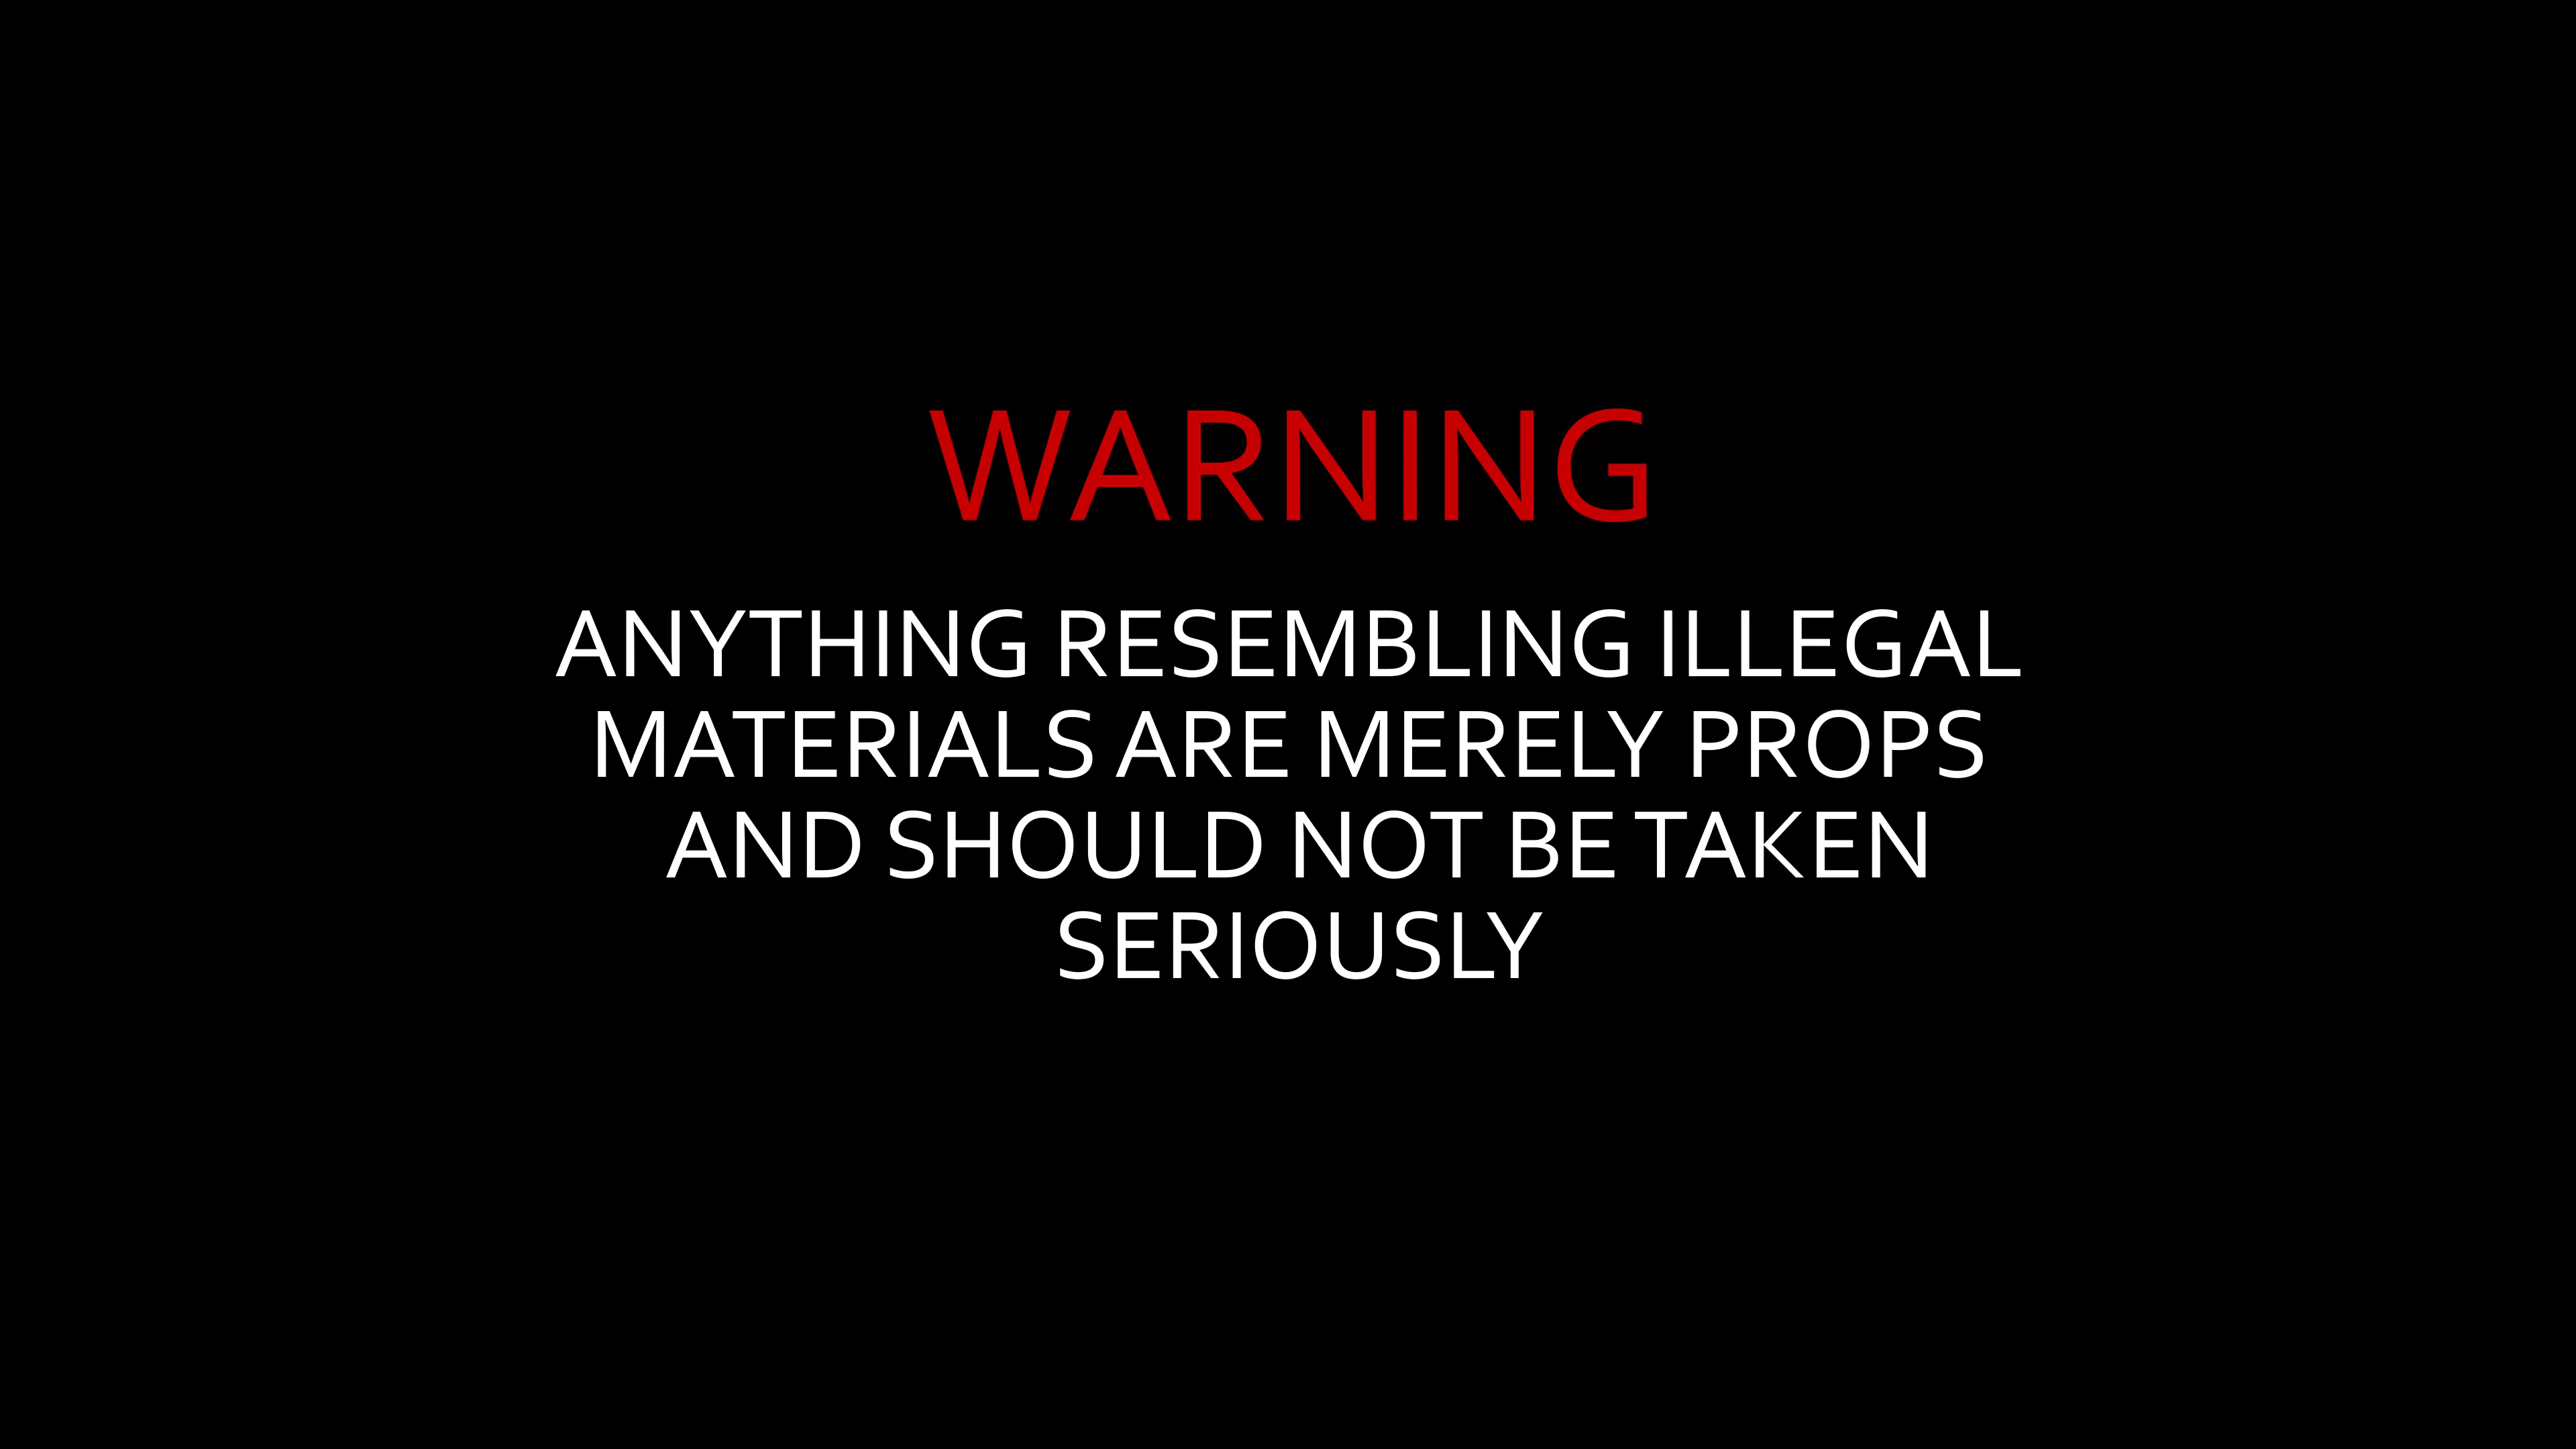 WARNING
ANYTHING RESEMBLING ILLEGAL
MATERIALS ARE MERELY PROPS
AND SHOULD NOT BE TAKEN
SERIOUSLY